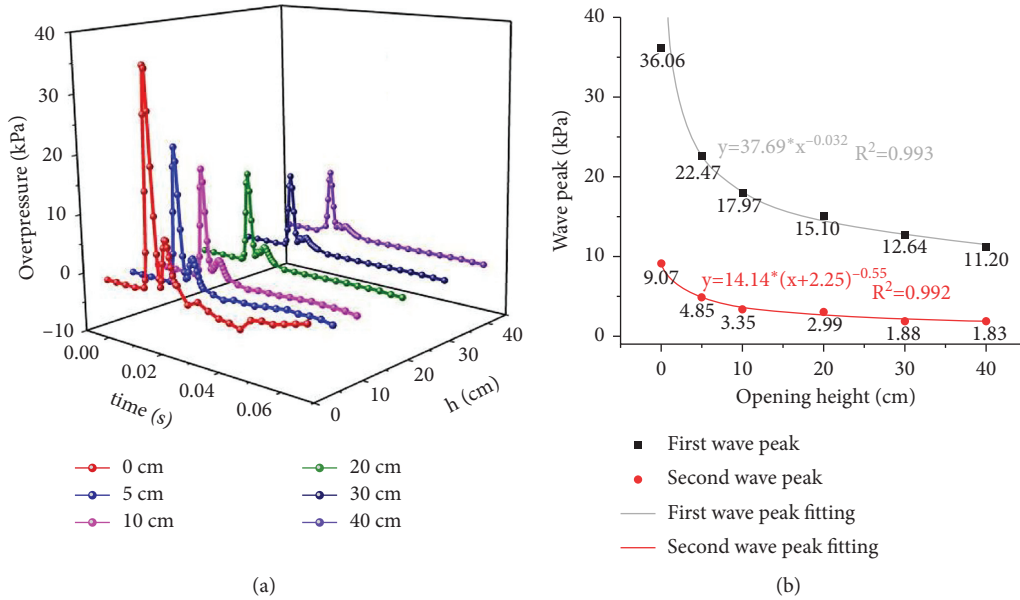 40
30
20
10
0
−10
Overpressure (kPa)
0.00
0.02
0.04
0.06
time (s)
0
10
20
30
40
h (cm)
0 cm
5 cm
10 cm
20 cm
30 cm
40 cm
(a)
40
30
20
10
0
Wave peak (kPa)
36.06
22.47
17.97
15.10
12.64
11.20
y=37.69*x−0.032
R2=0.993
9.07
4.85
3.35
2.99
1.88
1.83
y=14.14*(x+2.25)−0.55
R2=0.992
0 10 20 30 40
Opening height (cm)
First wave peak
Second wave peak
First wave peak fitting
Second wave peak fitting
(b)